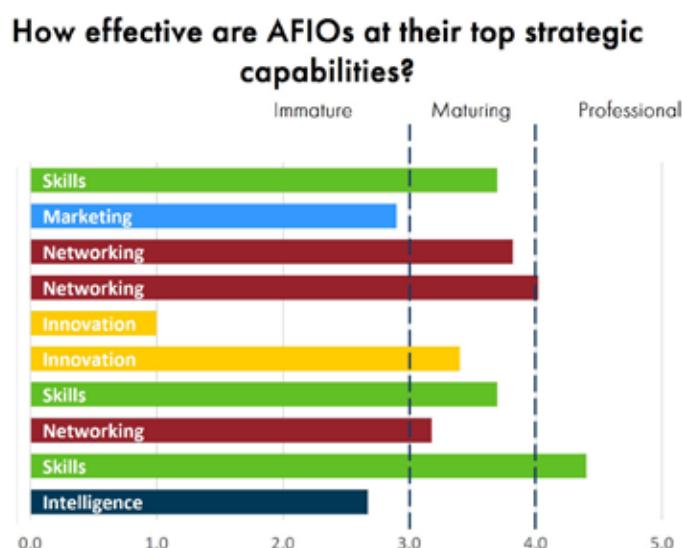 How effective are AFIOs at their top strategic
capabilities?
Immature Maturing Professional
Skills
Marketing
Networking
Networking
Innovation
Innovation
Skills
Networking
Skills
Intelligence
0.0 1.0 2.0 3.0 4.0 5.0